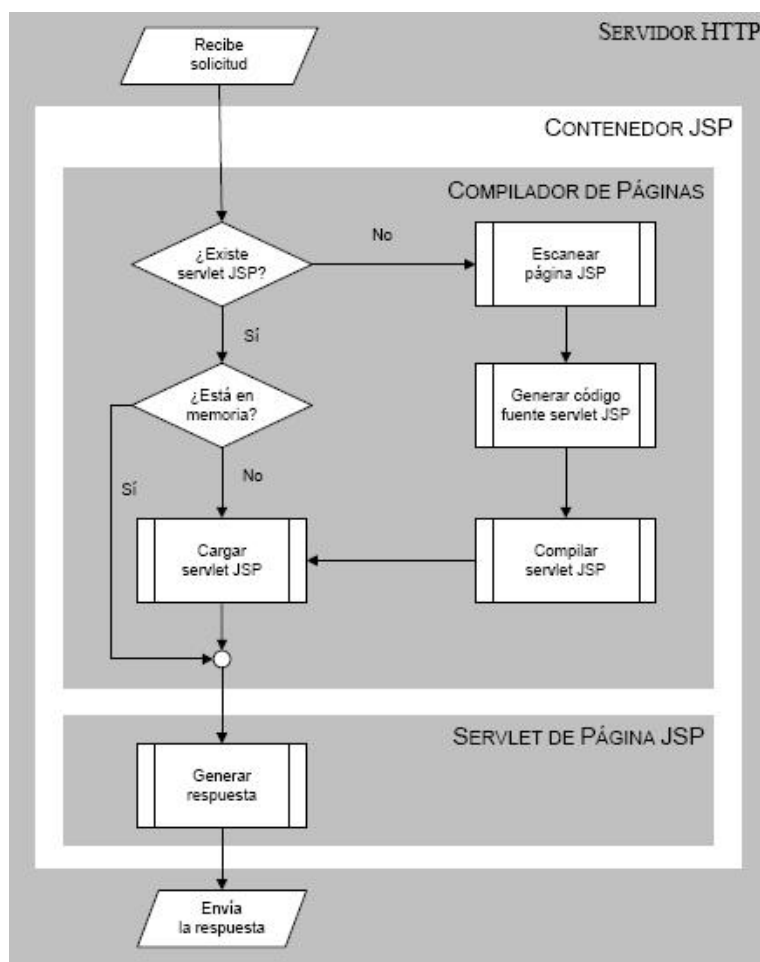 SERVIDOR HTTP
Recibe
solicitud
CONTENEDOR JSP
COMPILADOR DE PÁGINAS
¿Existe
servlet JSP?
No
Escanear
página JSP
Sí
¿Está en
memoria?
Generar código
fuente servlet JSP
Sí
No
Cargar
servlet JSP
Compilar
servlet JSP
SERVLET DE PÁGINA JSP
Generar
respuesta
Envía
la respuesta